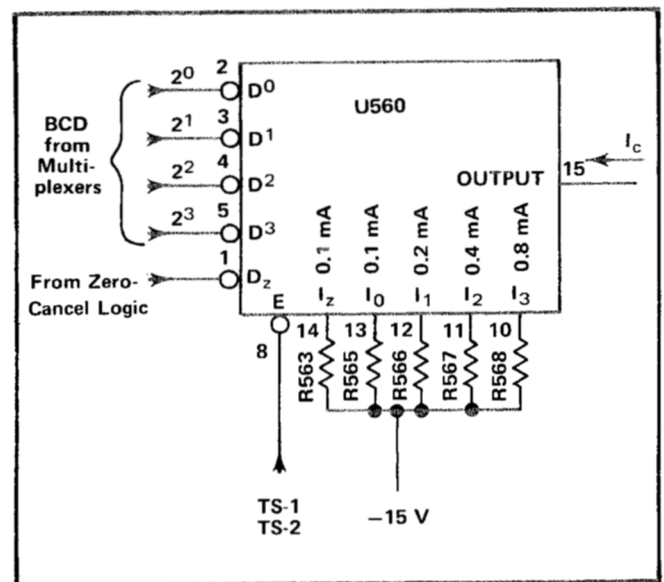 BCD
from
Multi-
plexers
2⁰
2¹
2²
2³
2
3
4
5
1
D⁰
D¹
D²
D³
D_z
From Zero-
Cancel Logic
U560
OUTPUT
15
I_c
E
8
0.1 mA
0.1 mA
0.2 mA
0.4 mA
0.8 mA
I_z
I₀
I₁
I₂
I₃
14
13
12
11
10
R563
R565
R566
R567
R568
TS-1
TS-2
−15 V